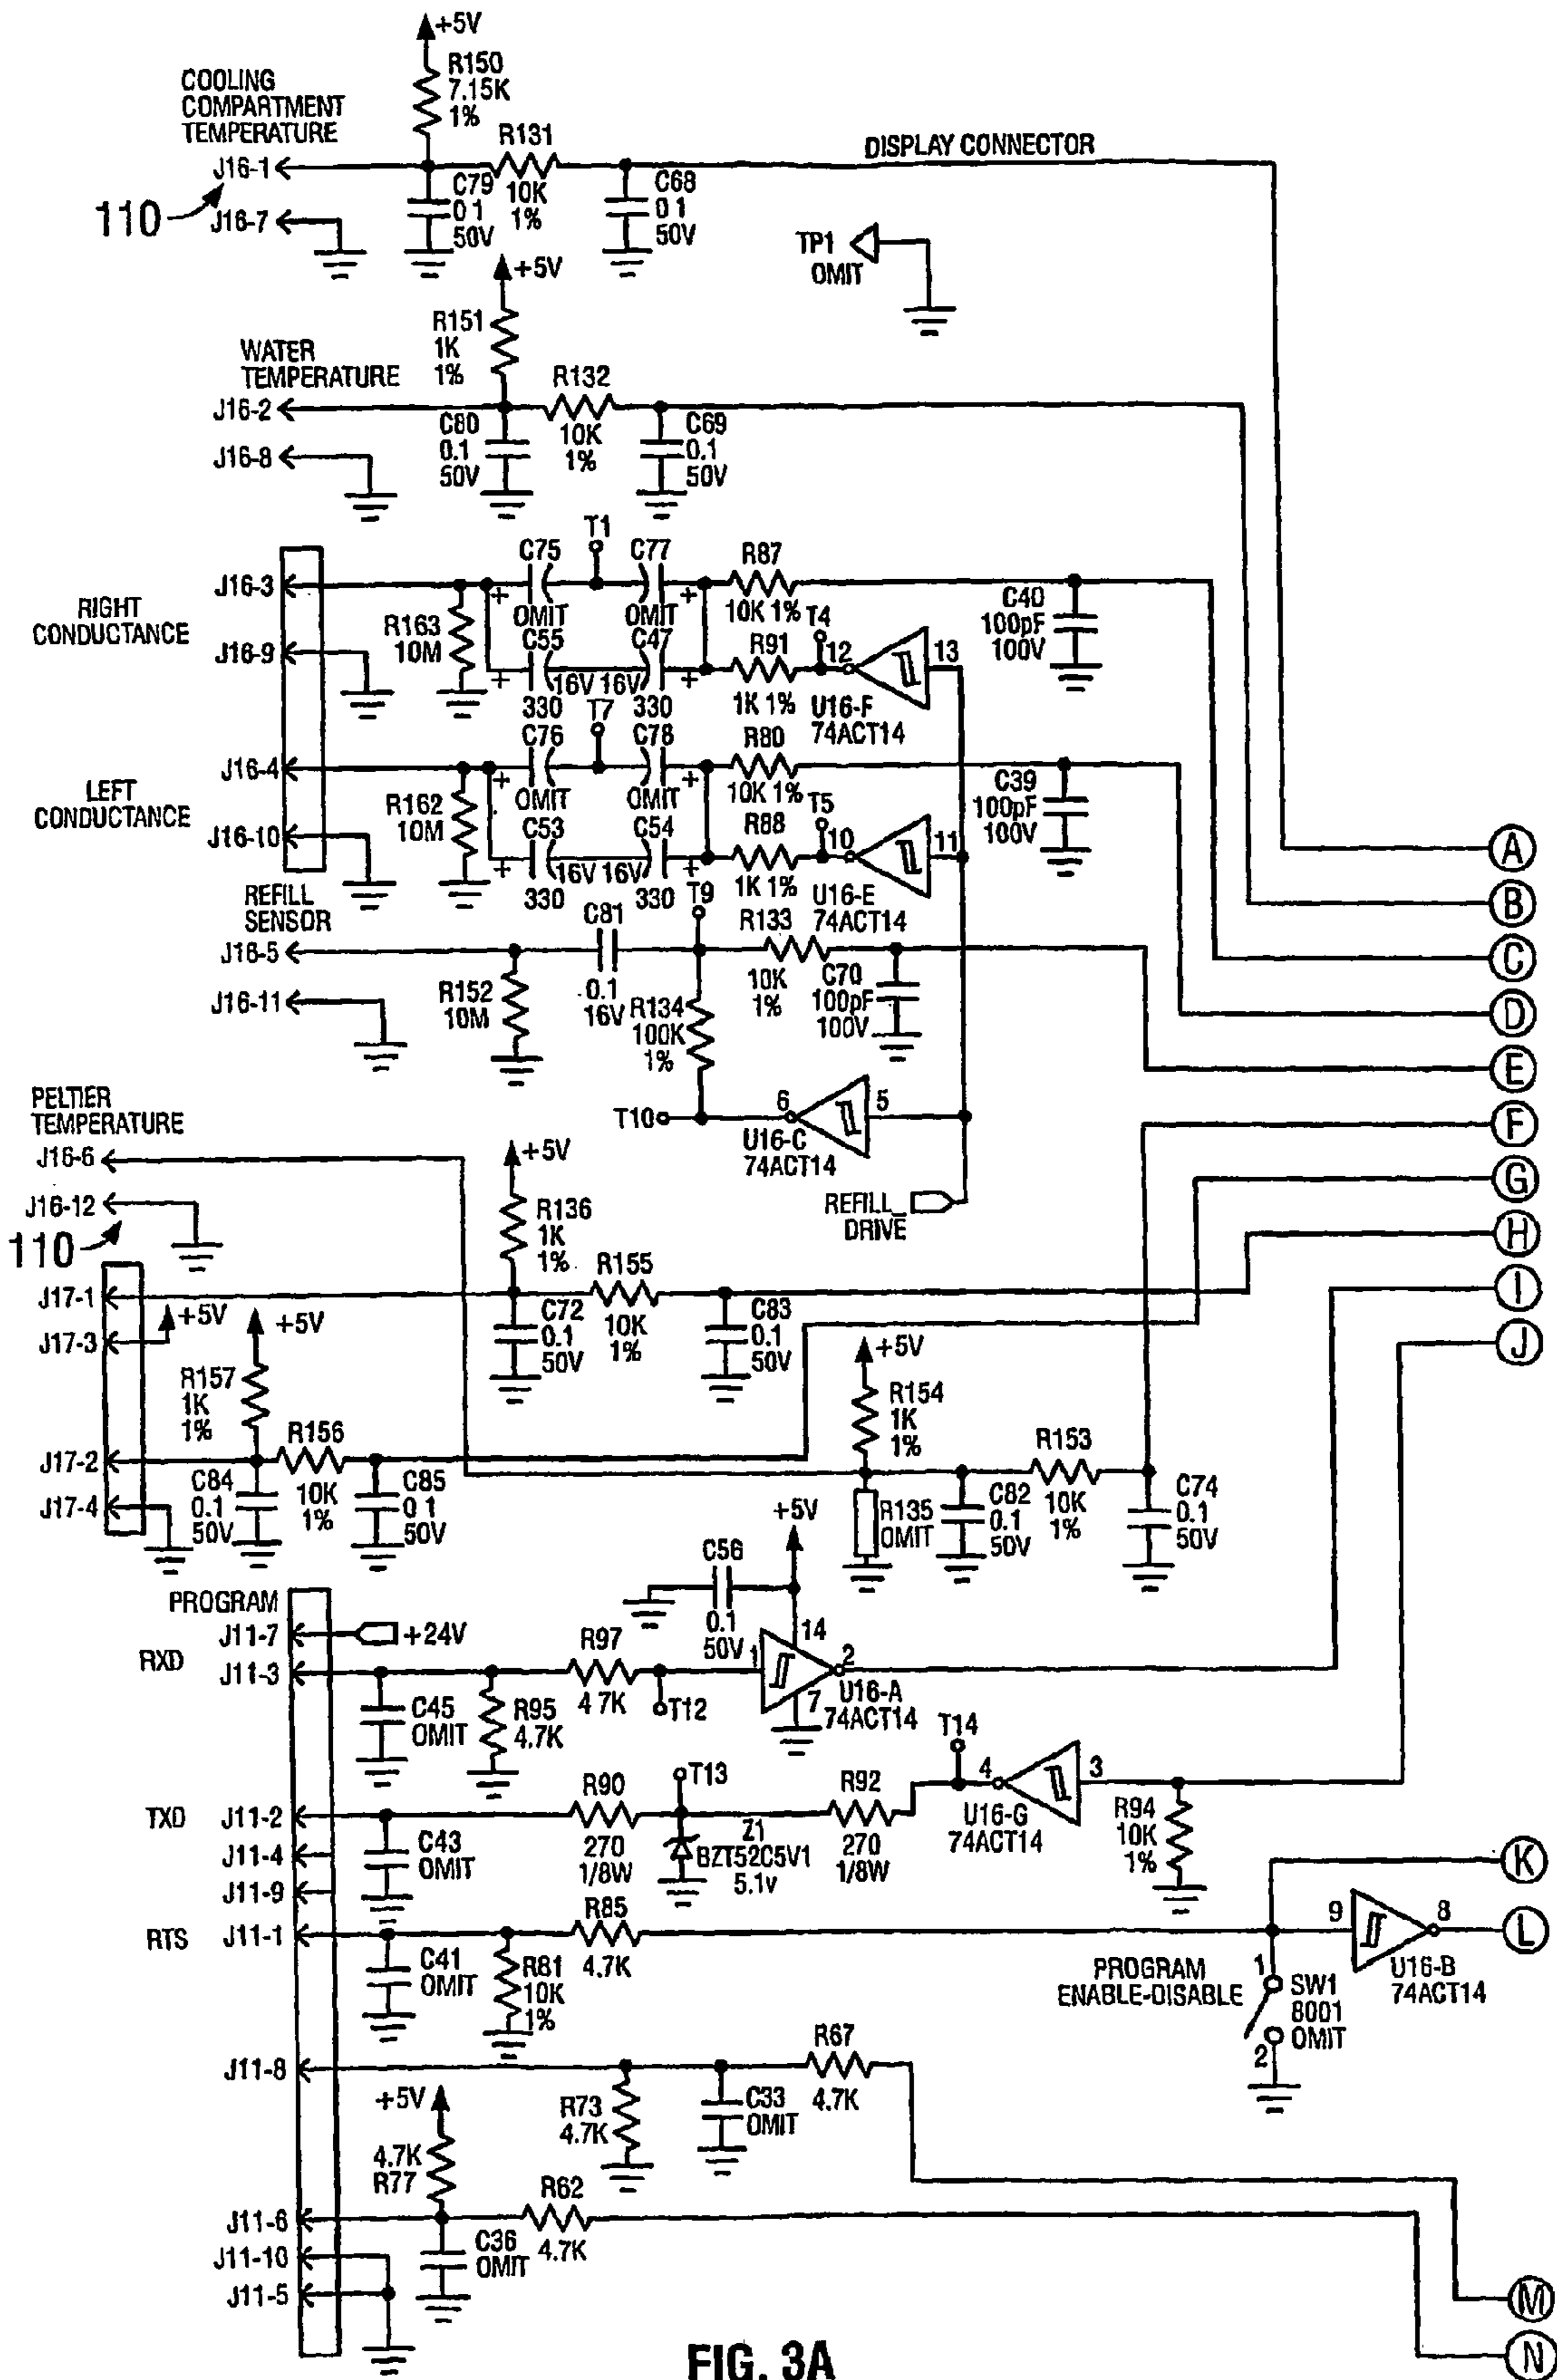 +5V
R150
7.15K
1%
COOLING
COMPARTMENT
TEMPERATURE
J16-1
R131
10K
1%
DISPLAY CONNECTOR
C79
0 1
50V
C68
0 1
50V
110
J16-7
TP1
OMIT
+5V
R151
1K
1%
WATER
TEMPERATURE
J16-2
R132
10K
1%
C80
0.1
50V
C69
0.1
50V
J16-8
T1
C75
C77
R87
J16-3
+
OMIT
OMIT
+
10K 1%
T4
C40
100pF
100V
RIGHT
CONDUCTANCE
R163
10M
C55
C47
R91
12
13
J16-9
+
16V
16V
+
330
330
1K 1%
U16-F
74ACT14
T7
C76
C78
R80
J16-4
+
OMIT
OMIT
+
10K 1%
T5
C39
100pF
100V
LEFT
CONDUCTANCE
R162
10M
C53
C54
R88
10
11
J16-10
+
16V
16V
+
330
330
1K 1%
U16-E
74ACT14
A
REFILL
SENSOR
C81
T9
R133
B
J16-5
0.1
16V
10K
1%
C70
100pF
100V
C
R152
10M
R134
100K
1%
J16-11
D
E
PELTIER
TEMPERATURE
T10
6
5
U16-C
74ACT14
F
J16-6
+5V
J16-12
R136
1K
1%
REFILL_
DRIVE
G
110
R155
H
J17-1
+5V
+5V
C72
0.1
50V
10K
1%
C83
0.1
50V
I
J17-3
+5V
J
R157
1K
1%
R154
1K
1%
R156
R153
J17-2
C84
0.1
50V
10K
1%
C85
0 1
50V
R135
OMIT
C82
0.1
50V
10K
1%
C74
0.1
50V
J17-4
+5V
C56
0.1
50V
PROGRAM
J11-7
+24V
RXD
J11-3
R97
4 7K
1
14
2
7
U16-A
74ACT14
C45
OMIT
R95
4.7K
T12
T14
T13
4
3
U16-G
74ACT14
TXD
J11-2
R90
270
1/8W
Z1
BZT52C5V1
5.1v
R92
270
1/8W
R94
10K
1%
J11-4
C43
OMIT
J11-9
K
RTS
J11-1
R85
4.7K
9
8
L
C41
OMIT
R81
10K
1%
PROGRAM
ENABLE-DISABLE
1
SW1
8001
OMIT
2
U16-B
74ACT14
J11-8
R67
4.7K
+5V
R73
4.7K
C33
OMIT
4.7K
R77
R62
4.7K
J11-6
C36
OMIT
J11-10
J11-5
M
N
FIG. 3A